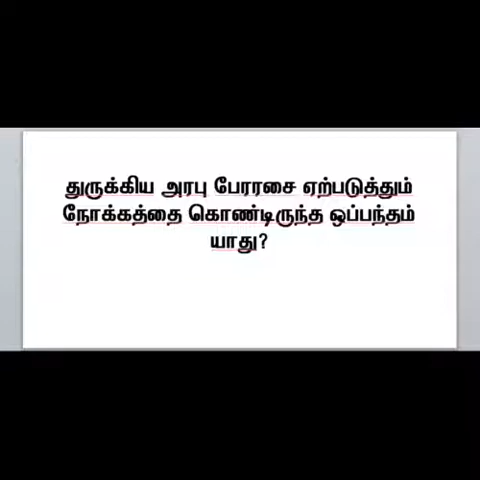 துருக்கிய அரபு பேரரசை ஏற்படுத்தும்
நோக்கத்தை கொண்டிருந்த ஒப்பந்தம்
யாது?